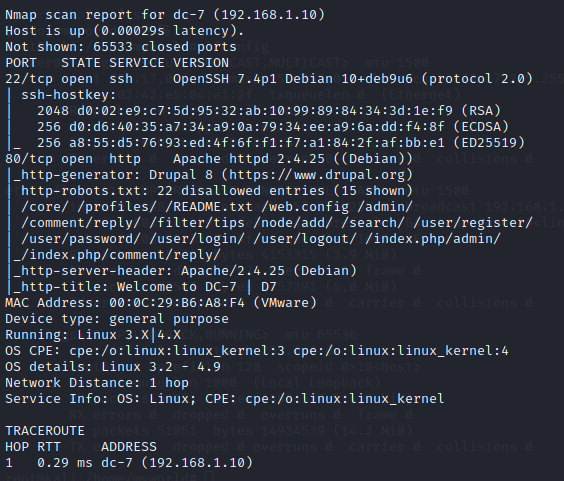 Nmap scan report for dc-7 (192.168.1.10)
Host is up (0.00029s latency).
Not shown: 65533 closed ports
PORT   STATE SERVICE VERSION
22/tcp open  ssh     OpenSSH 7.4p1 Debian 10+deb9u6 (protocol 2.0)
| ssh-hostkey:
|   2048 d0:02:e9:c7:5d:95:32:ab:10:99:89:84:34:3d:1e:f9 (RSA)
|   256 d0:d6:40:35:a7:34:a9:0a:79:34:ee:a9:6a:dd:f4:8f (ECDSA)
|_  256 a8:55:d5:76:93:ed:4f:6f:f1:f7:a1:84:2f:af:bb:e1 (ED25519)
80/tcp open  http    Apache httpd 2.4.25 ((Debian))
|_http-generator: Drupal 8 (https://www.drupal.org)
| http-robots.txt: 22 disallowed entries (15 shown)
| /core/ /profiles/ /README.txt /web.config /admin/
| /comment/reply/ /filter/tips /node/add/ /search/ /user/register/
| /user/password/ /user/login/ /user/logout/ /index.php/admin/
|_/index.php/comment/reply/
|_http-server-header: Apache/2.4.25 (Debian)
|_http-title: Welcome to DC-7 | D7
MAC Address: 00:0C:29:B6:A8:F4 (VMware)
Device type: general purpose
Running: Linux 3.X|4.X
OS CPE: cpe:/o:linux:linux_kernel:3 cpe:/o:linux:linux_kernel:4
OS details: Linux 3.2 - 4.9
Network Distance: 1 hop
Service Info: OS: Linux; CPE: cpe:/o:linux:linux_kernel

TRACEROUTE
HOP RTT     ADDRESS
1   0.29 ms dc-7 (192.168.1.10)